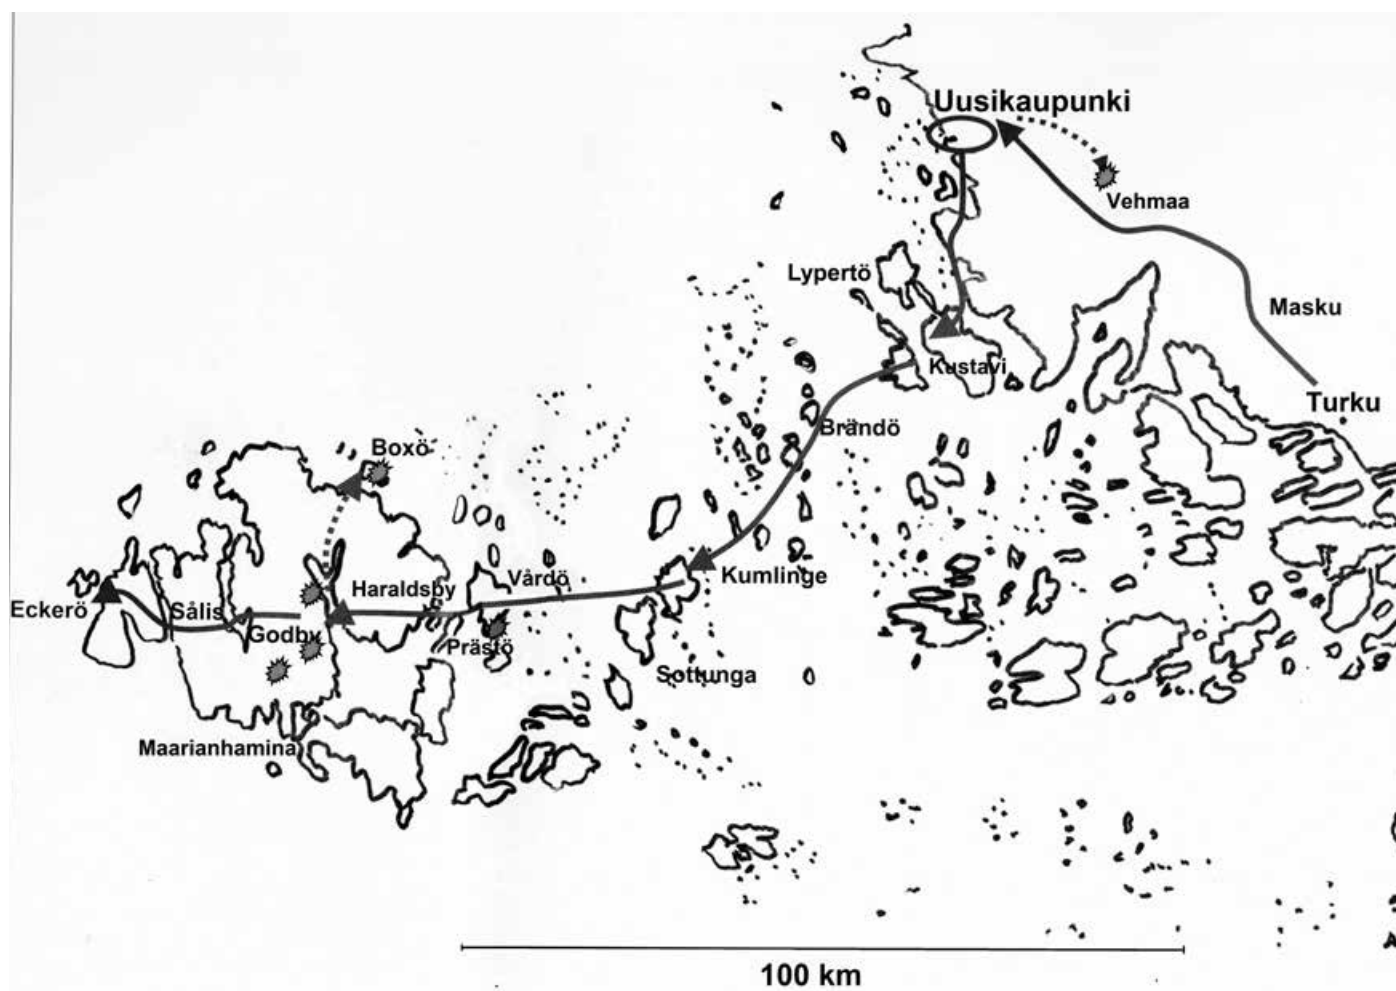 Uusikaupunki
Vehmaa
Lypertö
Masku
Kustavi
Turku
Brändö
Boxö
Kumlinge
Vårdö
Haraldsby
Eckerö
Sålis
Godby
Prästö
Sottunga
Maarianhamina
100 km